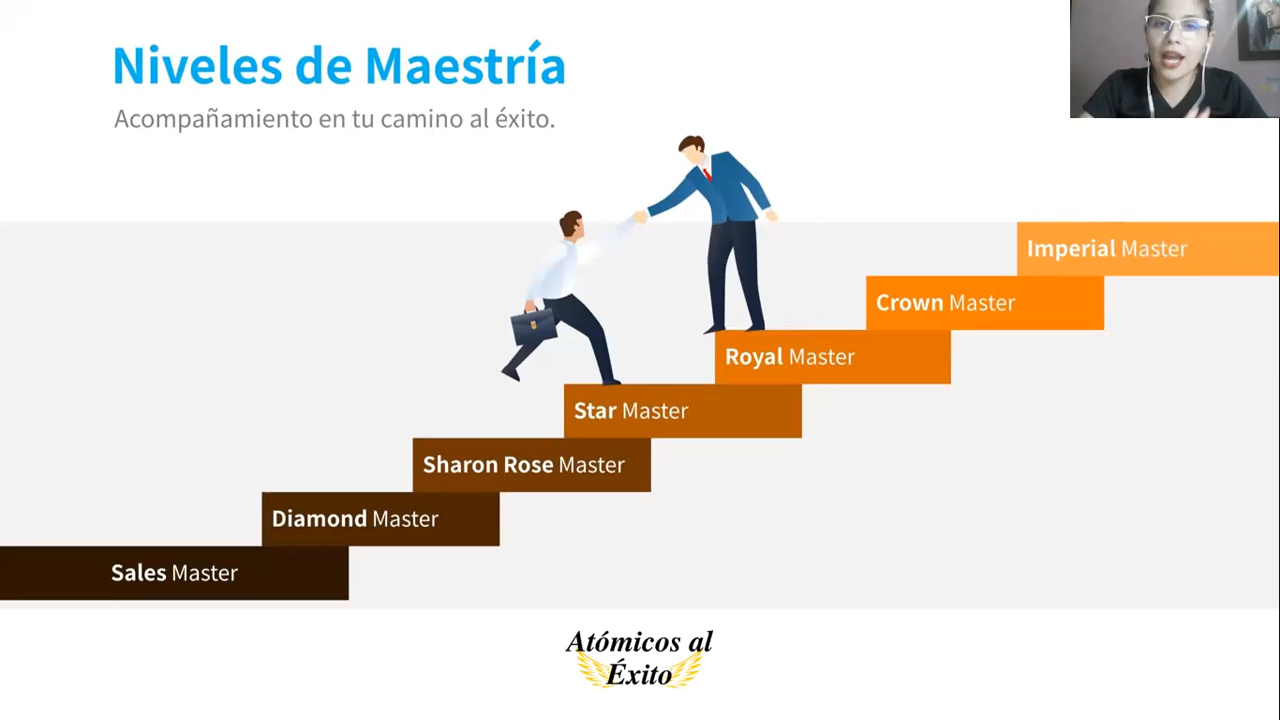 Niveles de Maestría
Acompañamiento en tu camino al éxito.
Imperial Master
Crown Master
Royal Master
Star Master
Sharon Rose Master
Diamond Master
Sales Master
Atómicos al
Éxito